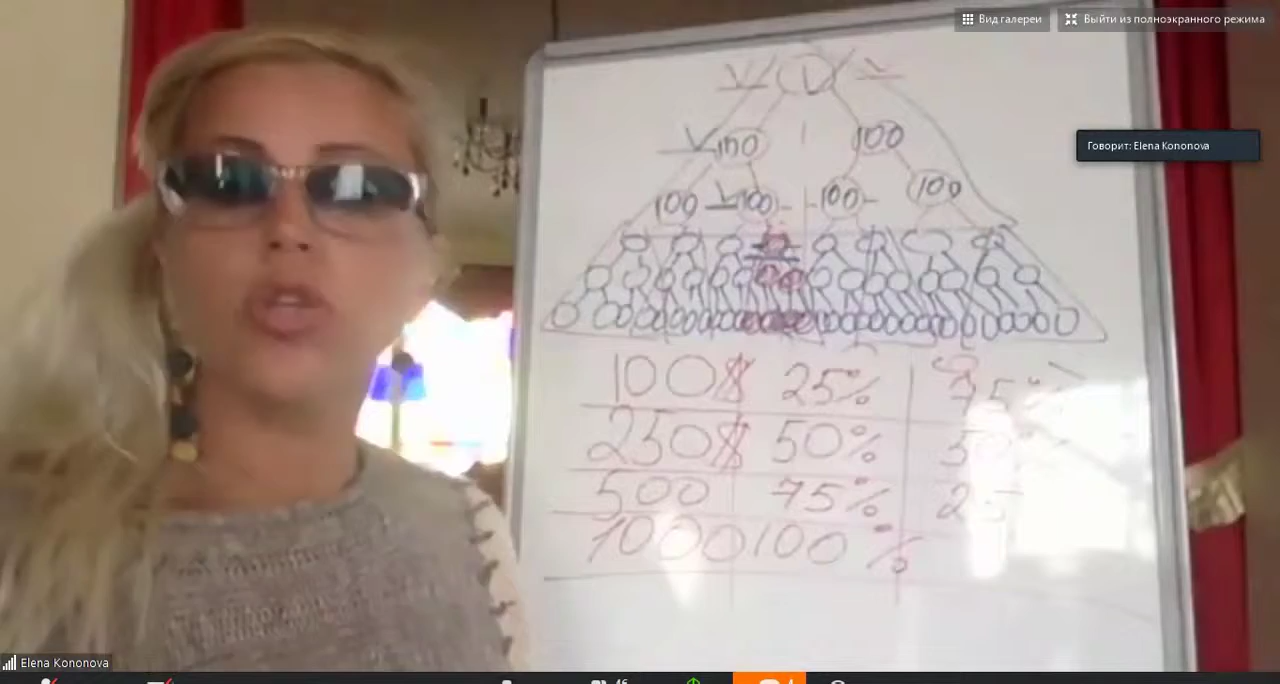 Вид галереи
Выйти из полноэкранного режима
Говорит: Elena Kononova
100 100
100 100 100 100
100$ 25%
250$ 50%
500 75% 25
1000 100%
Elena Kononova